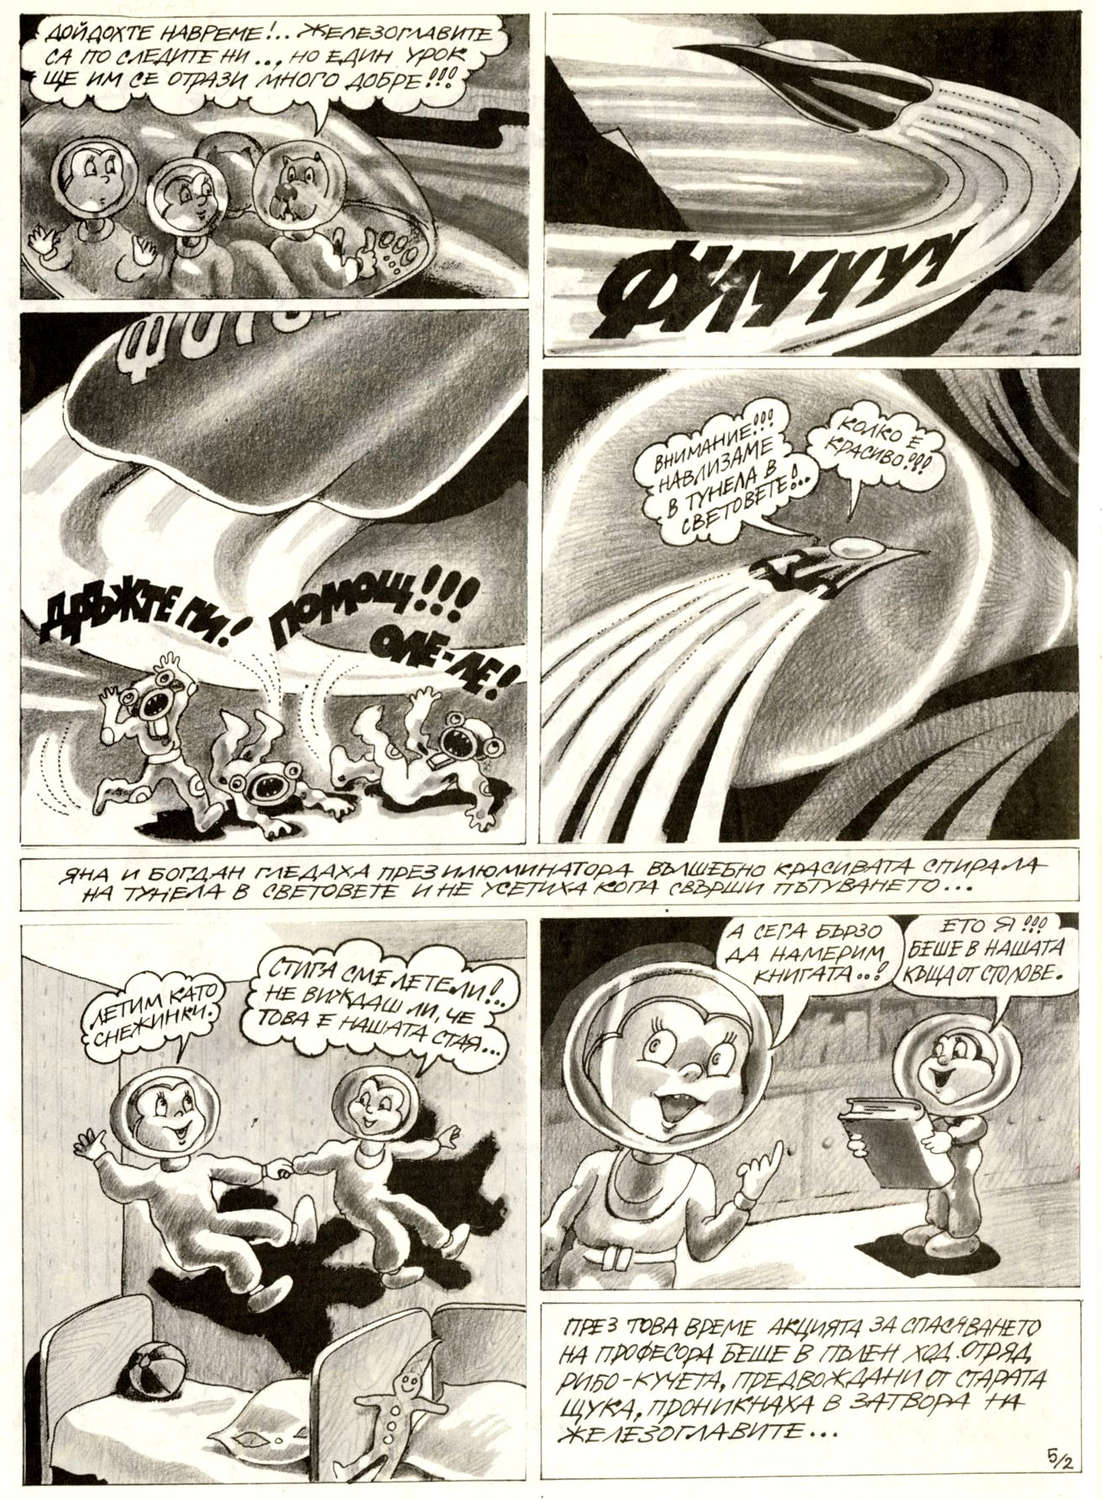 ДОЙДОХТЕ НАВРЕМЕ!.. ЖЕЛЕЗОГЛАВИТЕ
СА ПО СЛЕДИТЕ НИ..., НО ЕДИН УРОК
ЩЕ ИМ СЕ ОТРАЗИ МНОГО ДОБРЕ!!!
ФЛУУУУУ
ДРЪЖТЕ ГИ!
ПОМОЩ!!!
ОЛЕ-ЛЕ!
ВНИМАНИЕ!!!
НАВЛИЗАМЕ
В ТУНЕЛА В
СВЕТОВЕТЕ!..
КОЛКО Е
КРАСИВО!!!
ЯНА И БОГДАН ГЛЕДАХА ПРЕЗ ИЛЮМИНАТОРА ВЪЛШЕБНО КРАСИВАТА СПИРАЛА
НА ТУНЕЛА В СВЕТОВЕТЕ И НЕ УСЕТИХА КОГА СВЪРШИ ПЪТУВАНЕТО...
ЛЕТИМ КАТО
СНЕЖИНКИ.
СТИГА СМЕ ЛЕТЕЛИ!..
НЕ ВИЖДАШ ЛИ, ЧЕ
ТОВА Е НАШАТА СТАЯ...
А СЕГА БЪРЗО
ДА НАМЕРИМ
КНИГАТА..!
ЕТО Я!!!
БЕШЕ В НАШАТА
КЪЩА ОТ СТОЛОВЕ.
ПРЕЗ ТОВА ВРЕМЕ АКЦИЯТА ЗА СПАСЯВАНЕТО
НА ПРОФЕСОРА БЕШЕ В ПЪЛЕН ХОД. ОТРЯД
РИБО-КУЧЕТА, ПРЕДВОЖДАНИ ОТ СТАРАТА
ЩУКА, ПРОНИКНАХА В ЗАТВОРА НА
ЖЕЛЕЗОГЛАВИТЕ...
5/2